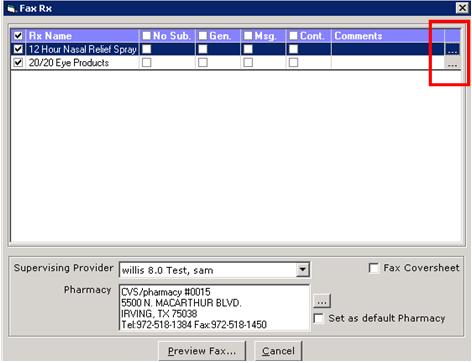 Fax Rx
Rx Name No Sub. Gen. Msg. Cont. Comments
12 Hour Nasal Relief Spray ...
20/20 Eye Products ...
Supervising Provider willis 8.0 Test, sam Fax Coversheet
Pharmacy CVS/pharmacy #0015
5500 N. MACARTHUR BLVD. ...
IRVING, TX 75038
Tel:972-518-1384 Fax:972-518-1450 Set as default Pharmacy
Preview Fax... Cancel